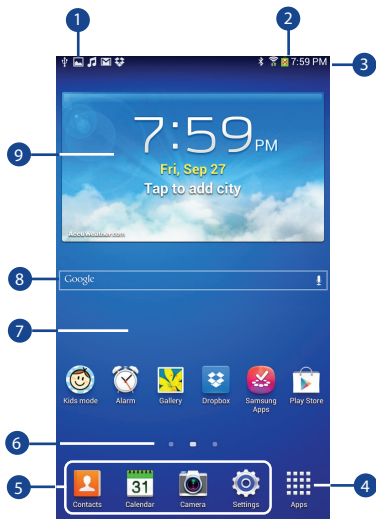 1
2
7:59 PM
3
7:59 PM
9
Fri, Sep 27
Tap to add city
AccuWeather.com
8
Google
7
Kids mode
Alarm
Gallery
Dropbox
Samsung
Apps
Play Store
6
5
31
Contacts
Calendar
Camera
Settings
Apps
4